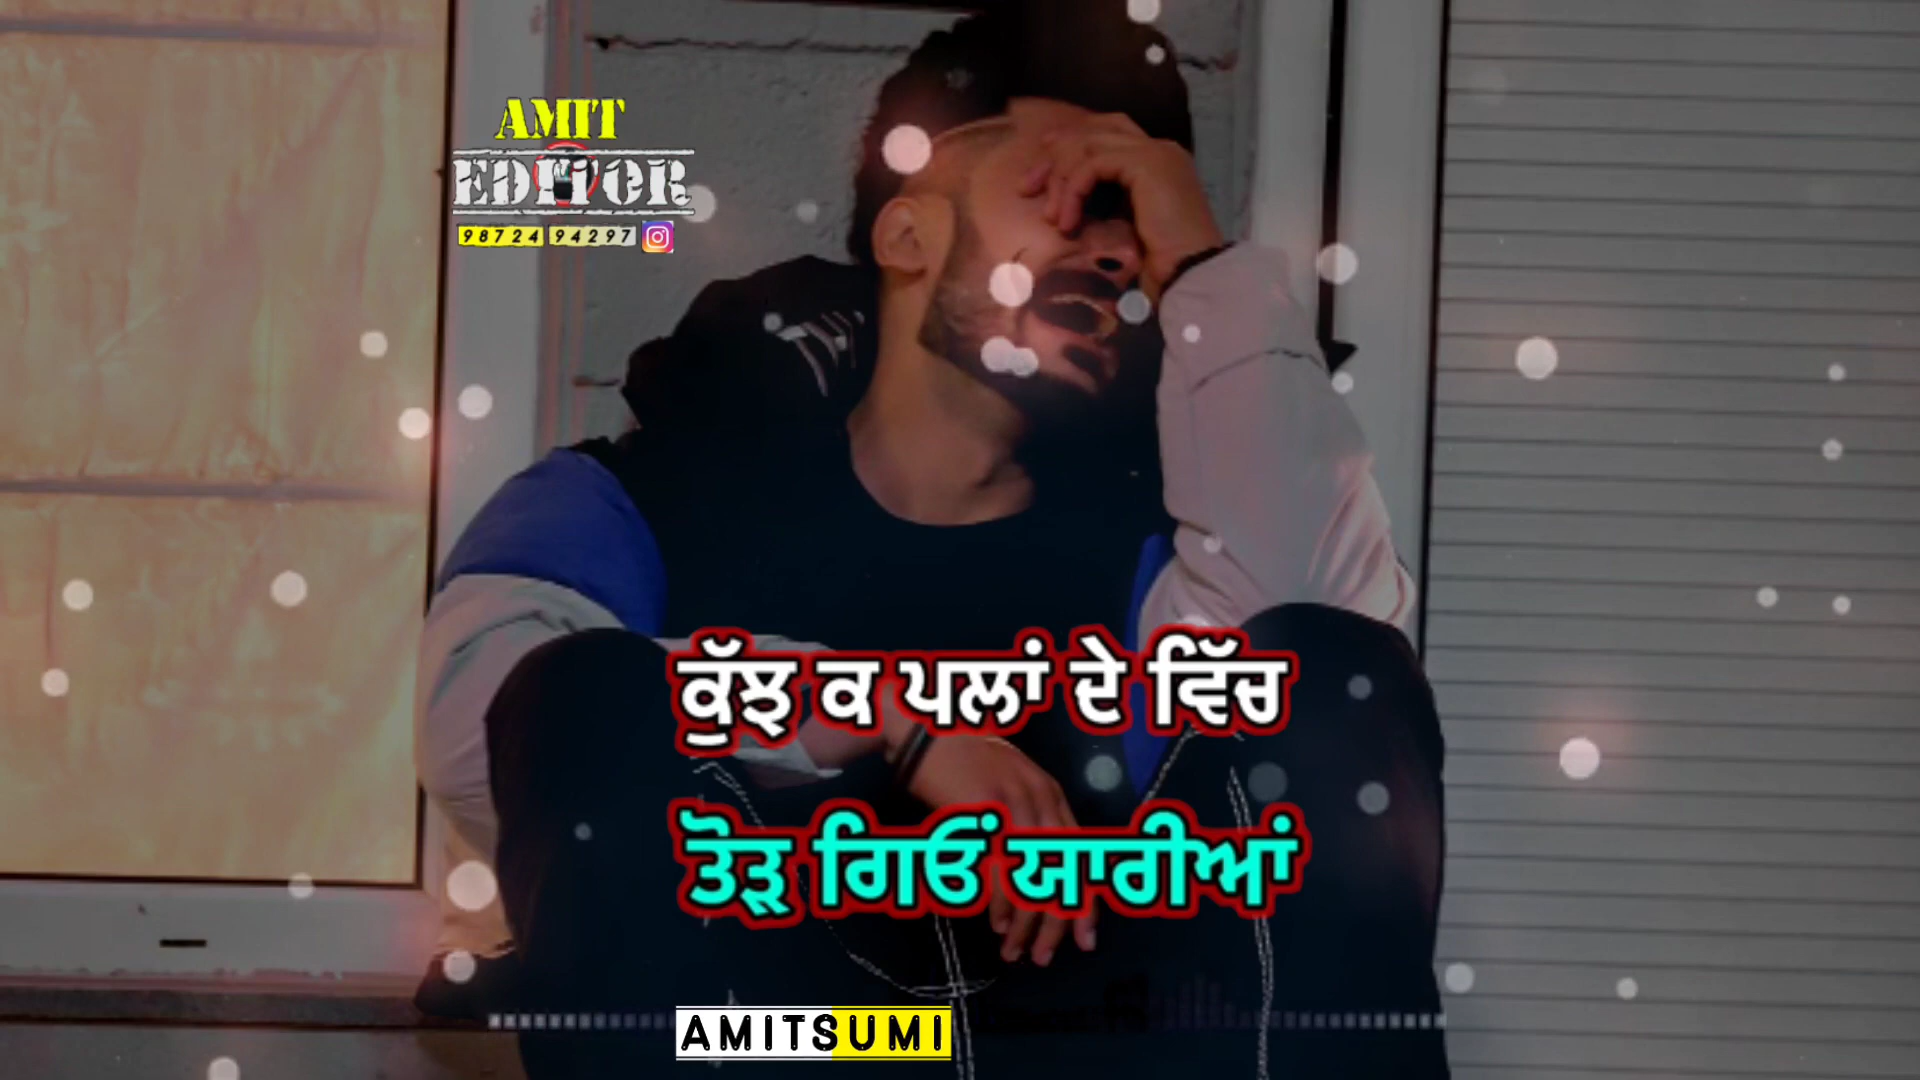 AMIT
EDITOR
98724 94297
ਕੁੱਝ ਕ ਪਲਾਂ ਦੇ ਵਿੱਚ
ਤੋੜ ਗਿਓਂ ਯਾਰੀਆਂ
AMITSUMI